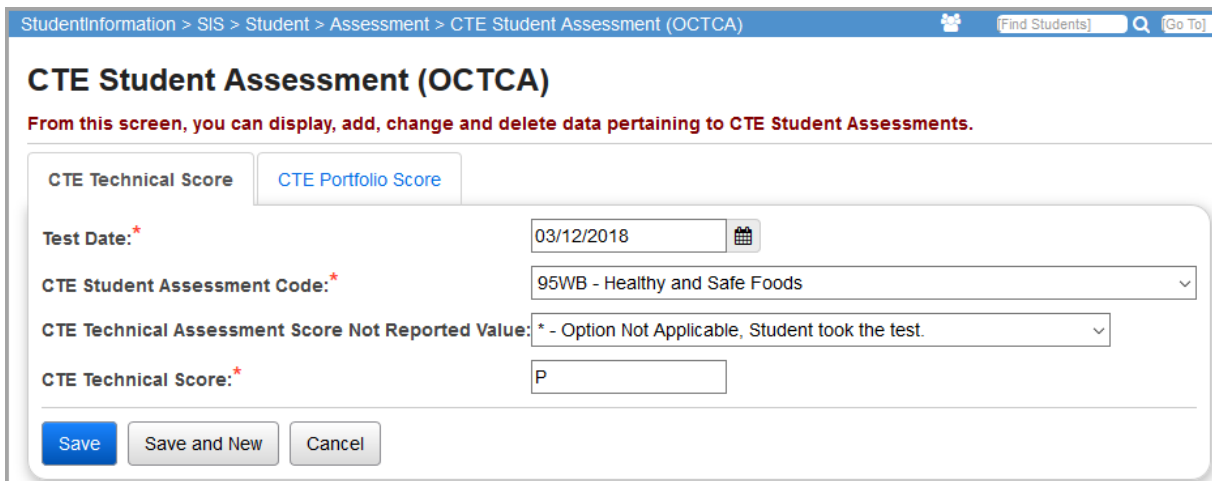 StudentInformation > SIS > Student > Assessment > CTE Student Assessment (OCTCA) [Find Students] [Go To]
CTE Student Assessment (OCTCA)
From this screen, you can display, add, change and delete data pertaining to CTE Student Assessments.
CTE Technical Score CTE Portfolio Score
Test Date:* 03/12/2018
CTE Student Assessment Code:* 95WB - Healthy and Safe Foods
CTE Technical Assessment Score Not Reported Value: * - Option Not Applicable, Student took the test.
CTE Technical Score:* P
Save Save and New Cancel